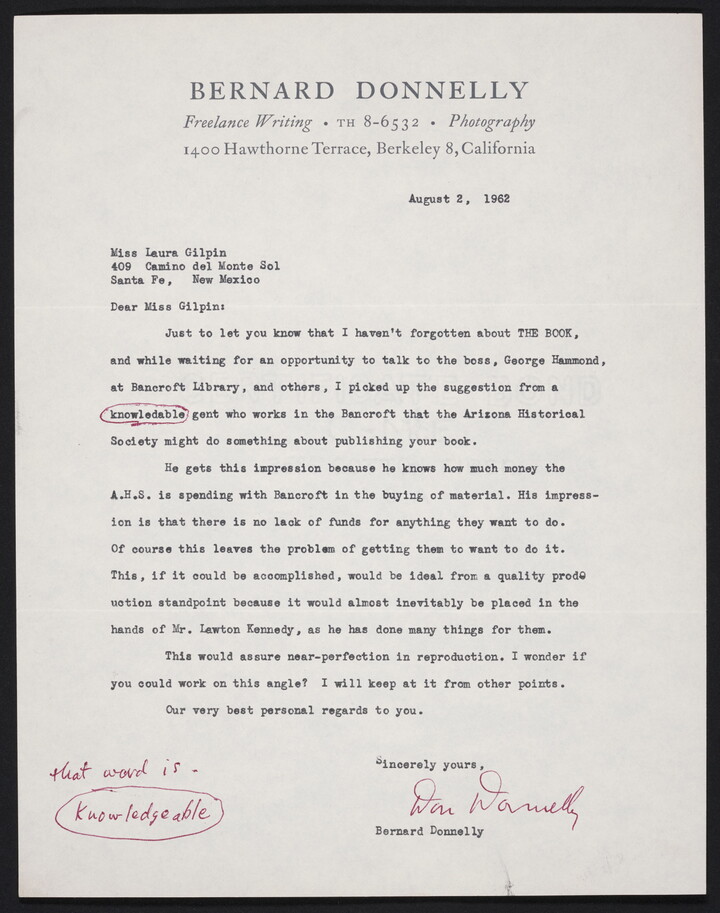 BERNARD DONNELLY
Freelance Writing • TH 8-6532 • Photography
1400 Hawthorne Terrace, Berkeley 8, California
August 2, 1962
Miss Laura Gilpin
409 Camino del Monte Sol
Santa Fe, New Mexico
Dear Miss Gilpin:
Just to let you know that I haven't forgotten about THE BOOK,
and while waiting for an opportunity to talk to the boss, George Hammond,
at Bancroft Library, and others, I picked up the suggestion from a
knowledable gent who works in the Bancroft that the Arizona Historical
Society might do something about publishing your book.
He gets this impression because he knows how much money the
A.H.S. is spending with Bancroft in the buying of material. His impress-
ion is that there is no lack of funds for anything they want to do.
Of course this leaves the problem of getting them to want to do it.
This, if it could be accomplished, would be ideal from a quality prod@
uction standpoint because it would almost inevitably be placed in the
hands of Mr. Lawton Kennedy, as he has done many things for them.
This would assure near-perfection in reproduction. I wonder if
you could work on this angle? I will keep at it from other points.
Our very best personal regards to you.
Sincerely yours,
Don Donnelly
Bernard Donnelly
that word is -
Knowledgeable